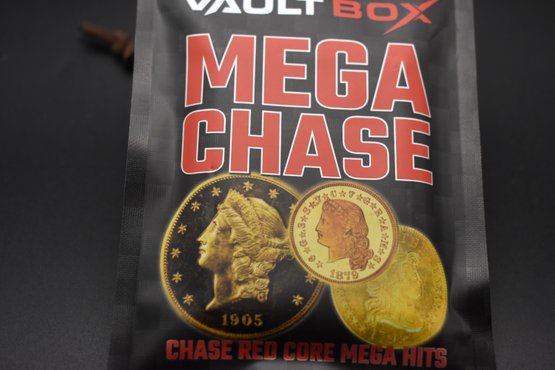 VAULT BOX
MEGA
CHASE
1905
1879
CHASE RED CORE MEGA HITS